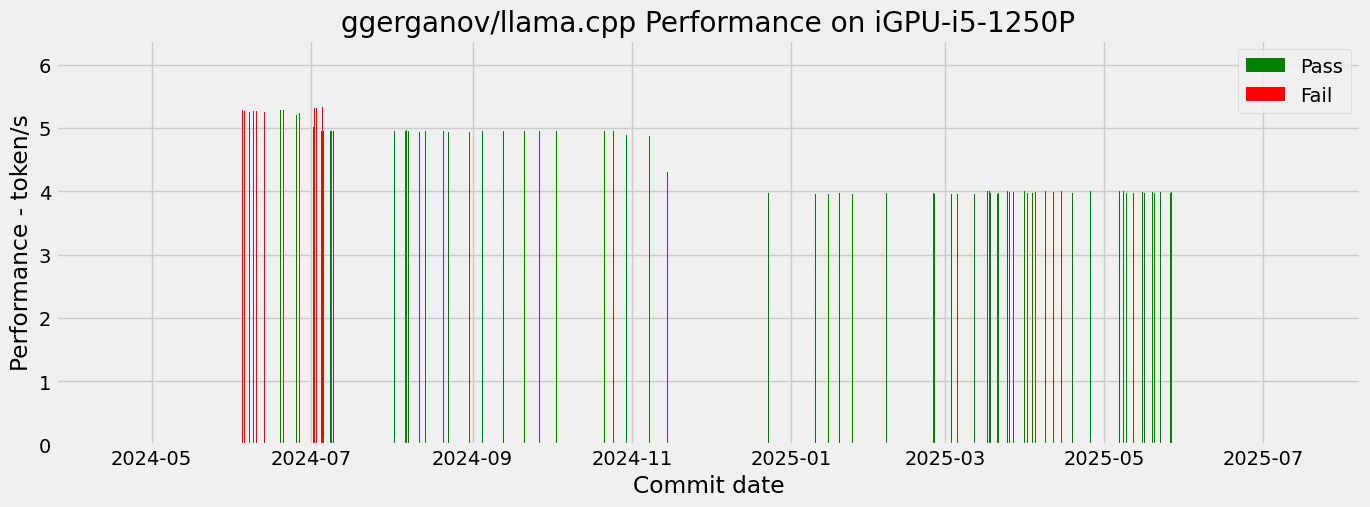 ggerganov/llama.cpp Performance on iGPU-i5-1250P
Pass
Fail
Performance - token/s
6
5
4
3
2
1
0
2024-05 2024-07 2024-09 2024-11 2025-01 2025-03 2025-05 2025-07
Commit date